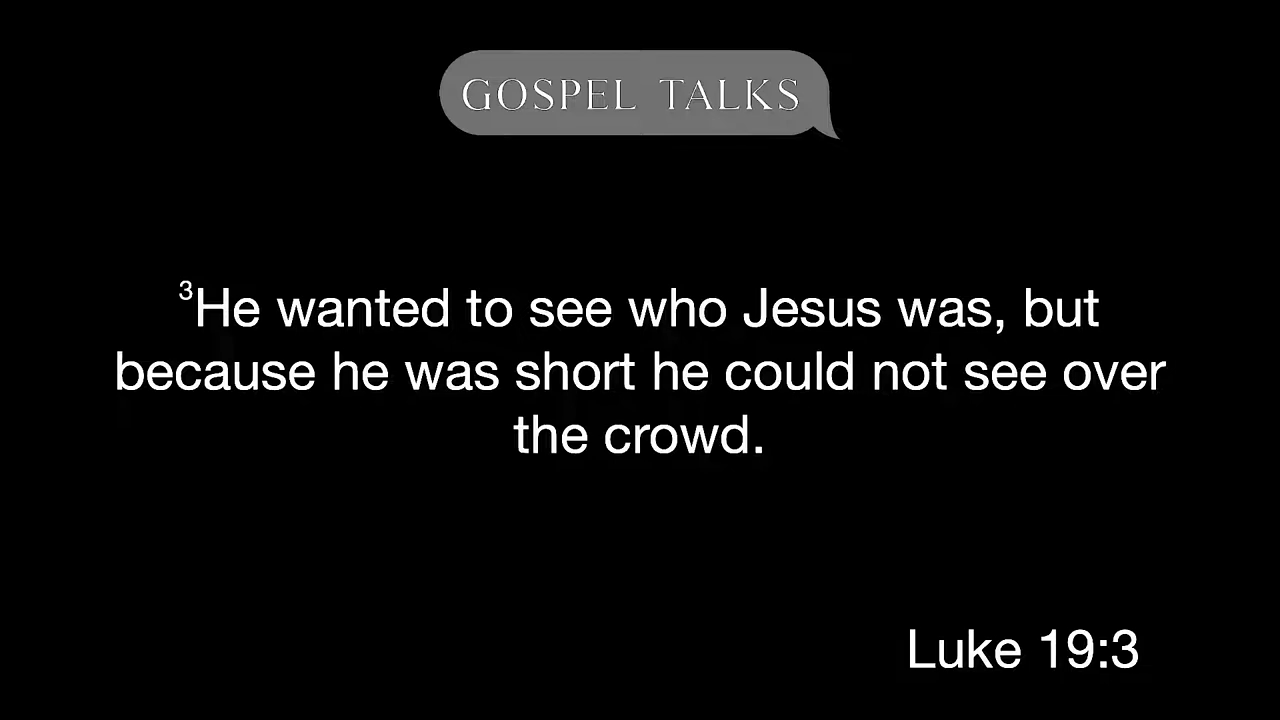 GOSPEL TALKS
³He wanted to see who Jesus was, but
because he was short he could not see over
the crowd.
Luke 19:3